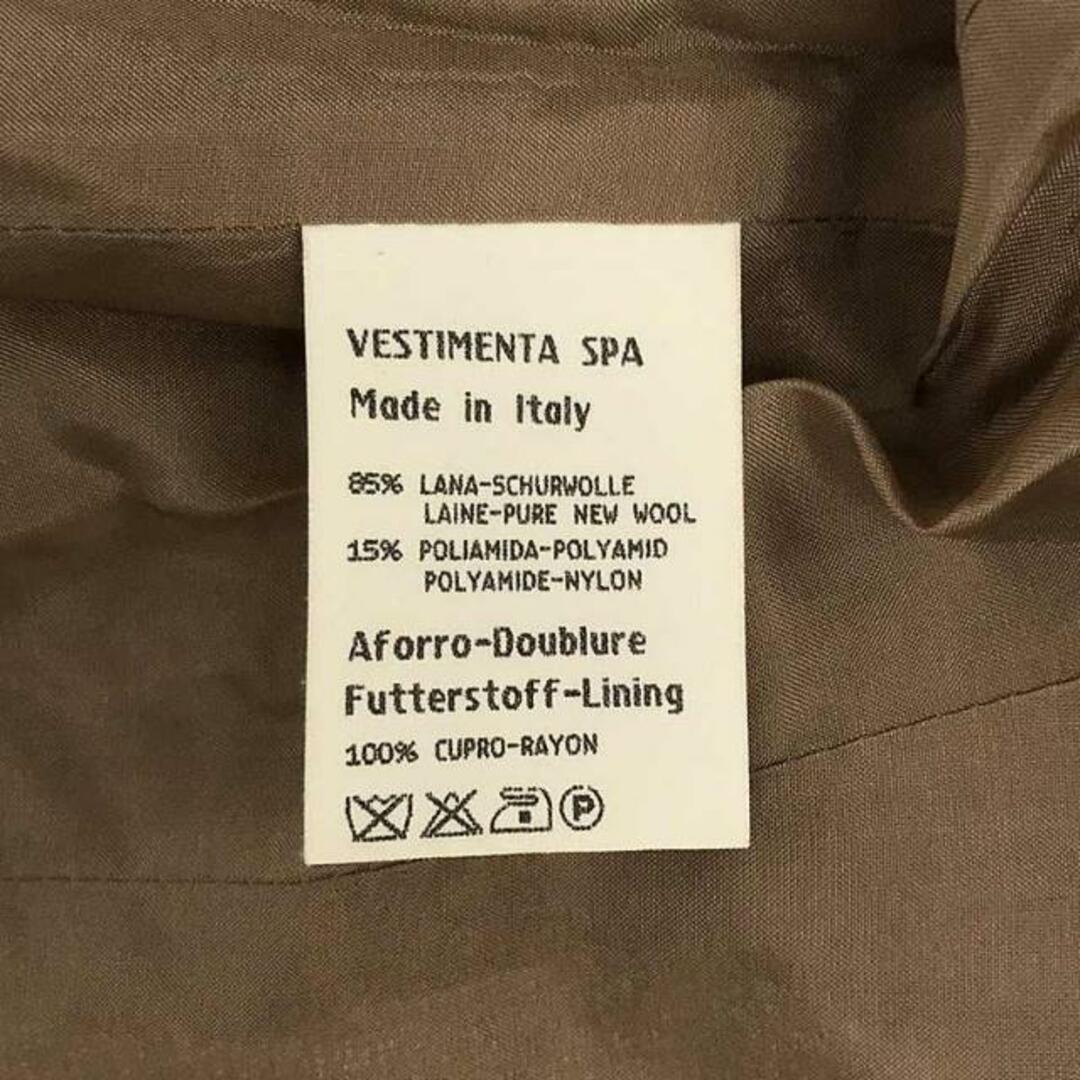 VESTIMENTA SPA
Made in Italy
85% LANA-SCHURWOLLE
LAINE-PURE NEW WOOL
15% POLIAMIDA-POLYAMID
POLYAMIDE-NYLON
Aforro-Doublure
Futterstoff-Lining
100% CUPRO-RAYON
P